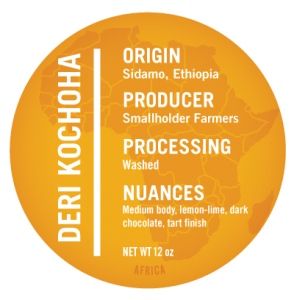 DERI KOCHOHA
ORIGIN
Sidamo, Ethiopia
PRODUCER
Smallholder Farmers
PROCESSING
Washed
NUANCES
Medium body, lemon-lime, dark
chocolate, tart finish
NET WT 12 oz
AFRICA